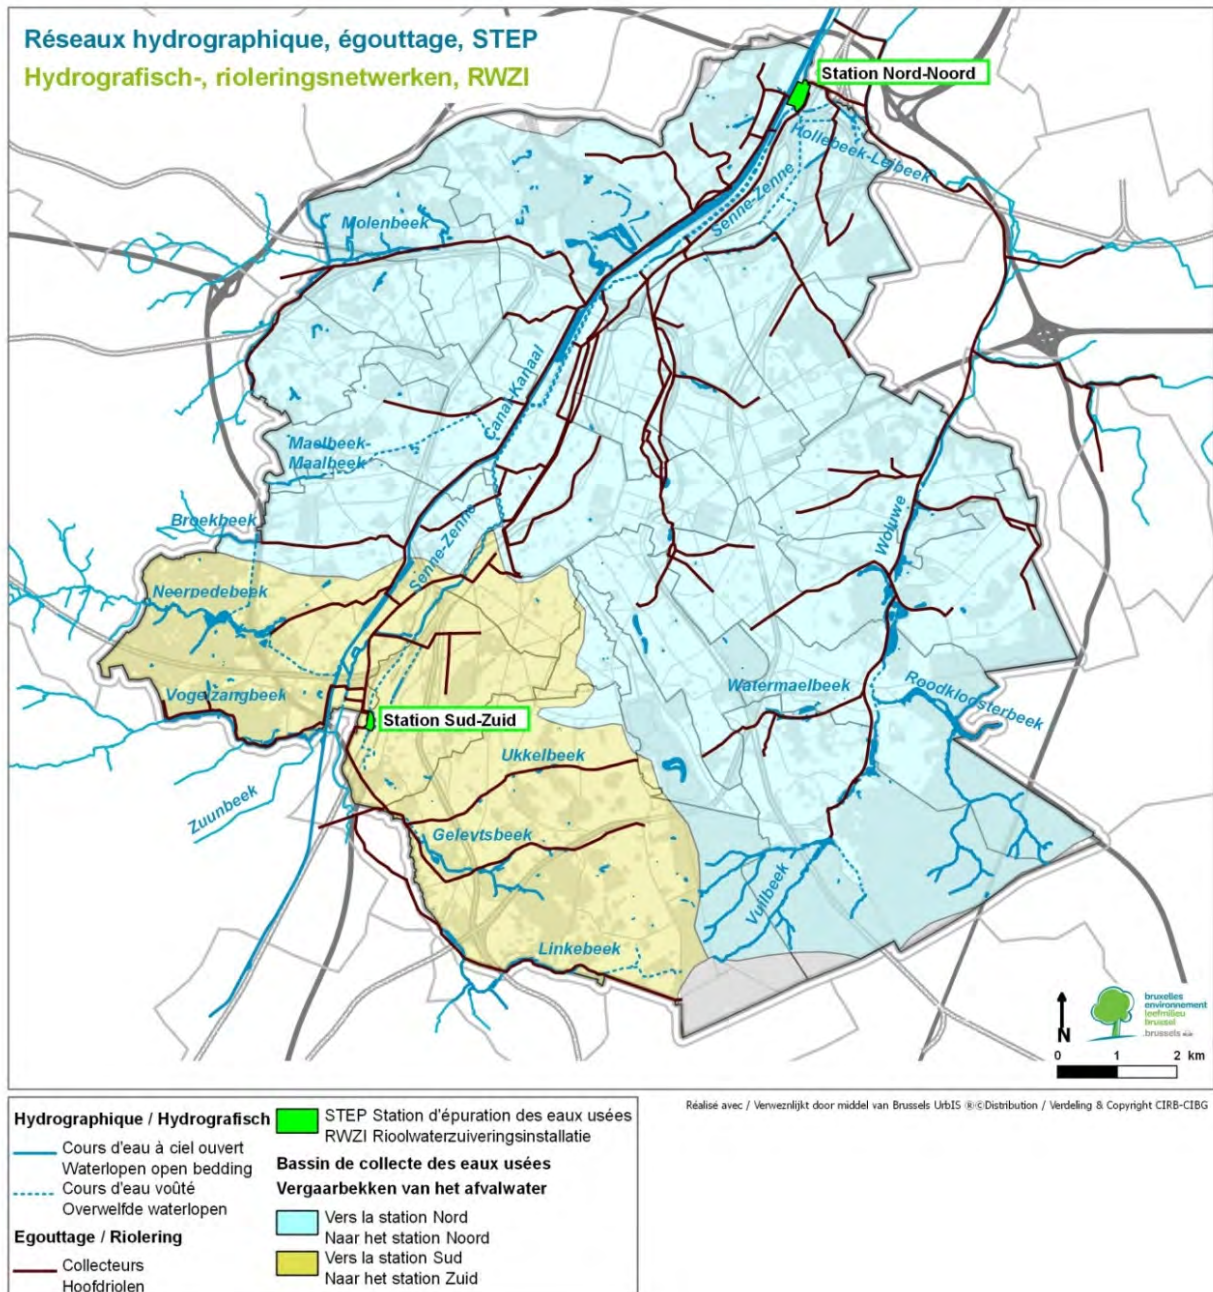 Réseaux hydrographique, égouttage, STEP
Hydrografisch-, rioleringsnetwerken, RWZI
Station Nord-Noord
Hollebeek-Leibeek
Senne-Zenne
Molenbeek
Canal-Kanaal
Maelbeek-
Maalbeek
Broekbeek
Senne-Zenne
Woluwe
Neerpedebeek
Vogelzangbeek
Watermaelbeek
Roodkloosterbeek
Station Sud-Zuid
Ukkelbeek
Zuunbeek
Geleytsbeek
Vuilbeek
Linkebeek
N
bruxelles
environnement
leefmilieu
brussel
.brussels
0 1 2 km
Réalisé avec / Verweznlijkt door middel van Brussels UrbIS ®©Distribution / Verdeling & Copyright CIRB-CIBG
Hydrographique / Hydrografisch
Cours d'eau à ciel ouvert
Waterlopen open bedding
Cours d'eau voûté
Overwelfde waterlopen
Egouttage / Riolering
Collecteurs
Hoofdriolen
STEP Station d'épuration des eaux usées
RWZI Rioolwaterzuiveringsinstallatie
Bassin de collecte des eaux usées
Vergaarbekken van het afvalwater
Vers la station Nord
Naar het station Noord
Vers la station Sud
Naar het station Zuid